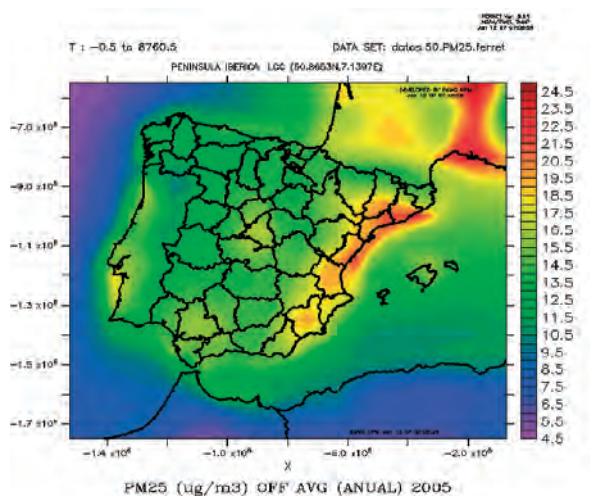 T : -0.5 to 8760.5
DATA SET: datos 50.PM25.ferret
PENINSULA IBERICA LCC (50.8653N,7.1397E)
24.5
23.5
22.5
21.5
20.5
19.5
18.5
17.5
16.5
15.5
14.5
13.5
12.5
11.5
10.5
9.5
8.5
7.5
6.5
5.5
4.5
-7.0 x10⁵
-9.0 x10⁵
-1.1 x10⁶
-1.3 x10⁶
-1.5 x10⁶
-1.7 x10⁶
-1.4 x10⁶
-1.0 x10⁶
-6.0 x10⁵
-2.0 x10⁵
X
PM25 (ug/m3) OFF AVG (ANUAL) 2005